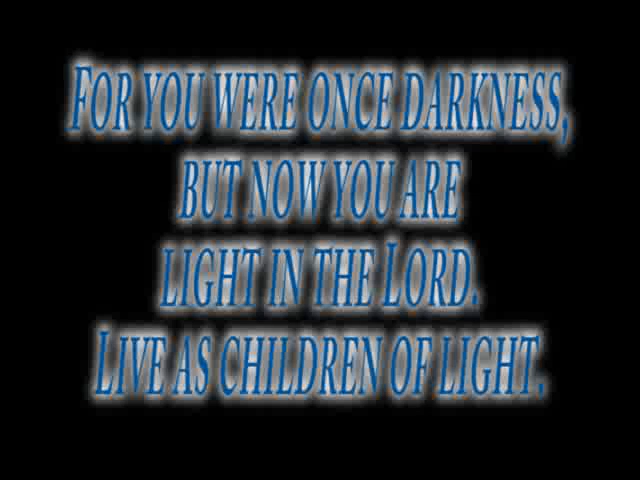 FOR YOU WERE ONCE DARKNESS,
BUT NOW YOU ARE
LIGHT IN THE LORD.
LIVE AS CHILDREN OF LIGHT.